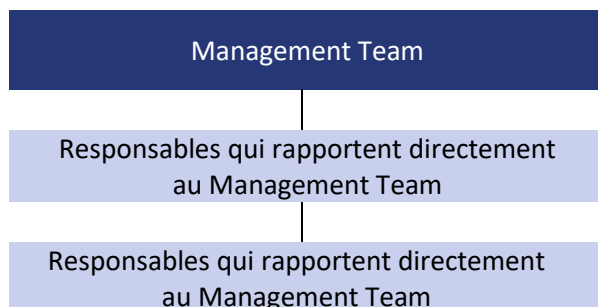 Management Team
Responsables qui rapportent directement
au Management Team
Responsables qui rapportent directement
au Management Team